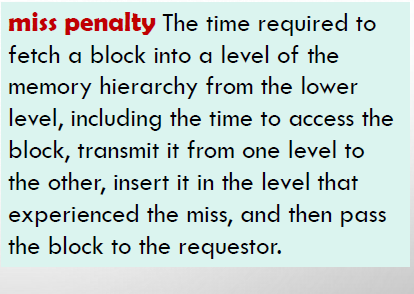 miss penalty The time required to
fetch a block into a level of the
memory hierarchy from the lower
level, including the time to access the
block, transmit it from one level to
the other, insert it in the level that
experienced the miss, and then pass
the block to the requestor.